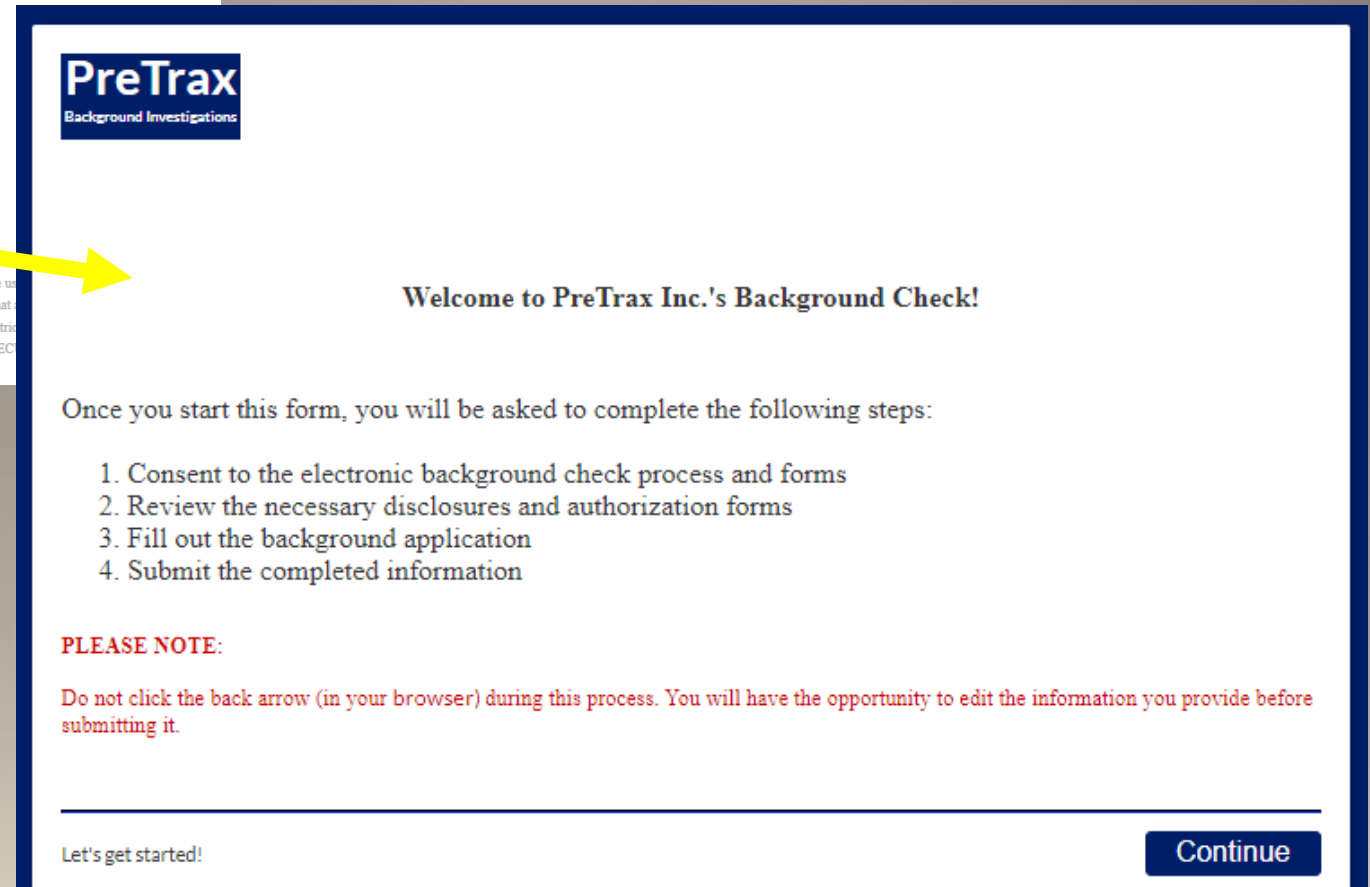 PreTrax
Background Investigations
Welcome to PreTrax Inc.'s Background Check!
Once you start this form, you will be asked to complete the following steps:
1. Consent to the electronic background check process and forms
2. Review the necessary disclosures and authorization forms
3. Fill out the background application
4. Submit the completed information
PLEASE NOTE:
Do not click the back arrow (in your browser) during this process. You will have the opportunity to edit the information you provide before
submitting it.
Let's get started!
Continue